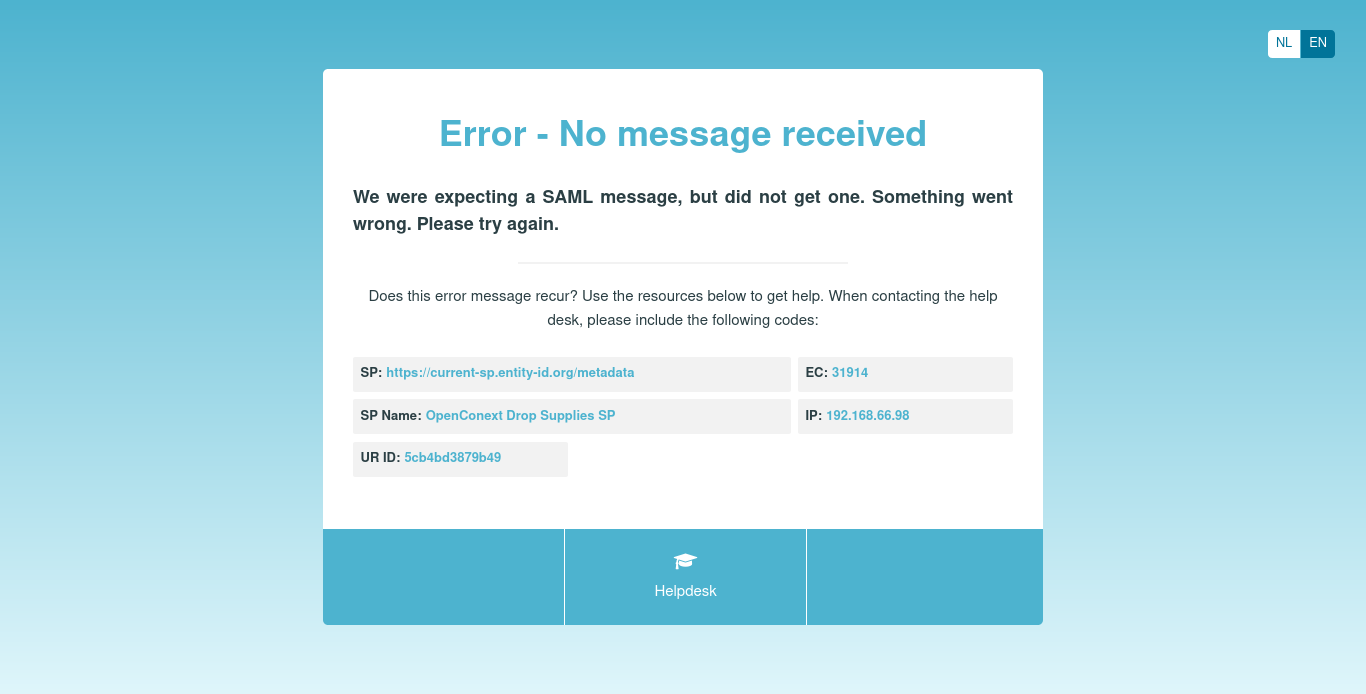 NL EN
Error - No message received
We were expecting a SAML message, but did not get one. Something went
wrong. Please try again.
Does this error message recur? Use the resources below to get help. When contacting the help
desk, please include the following codes:
SP: https://current-sp.entity-id.org/metadata EC: 31914
SP Name: OpenConext Drop Supplies SP IP: 192.168.66.98
UR ID: 5cb4bd3879b49
Helpdesk